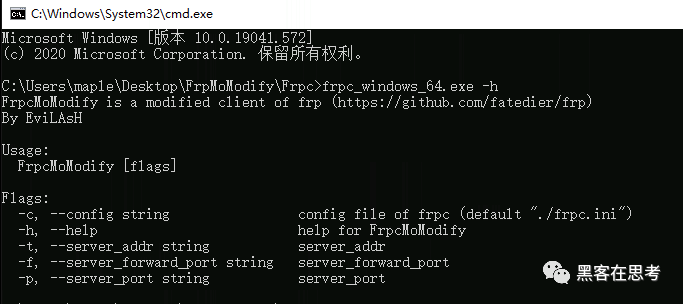 C:\Windows\System32\cmd.exe
Microsoft Windows [版本 10.0.19041.572]
(c) 2020 Microsoft Corporation. 保留所有权利。
C:\Users\maple\Desktop\FrpMoModify\Frpc>frpc_windows_64.exe -h
FrpcMoModify is a modified client of frp (https://github.com/fatedier/frp)
By EviLAsH
Usage:
FrpcMoModify [flags]
Flags:
-c, --config string config file of frpc (default "./frpc.ini")
-h, --help help for FrpcMoModify
-t, --server_addr string server_addr
-f, --server_forward_port string server_forward_port
-p, --server_port string server_port
黑客在思考